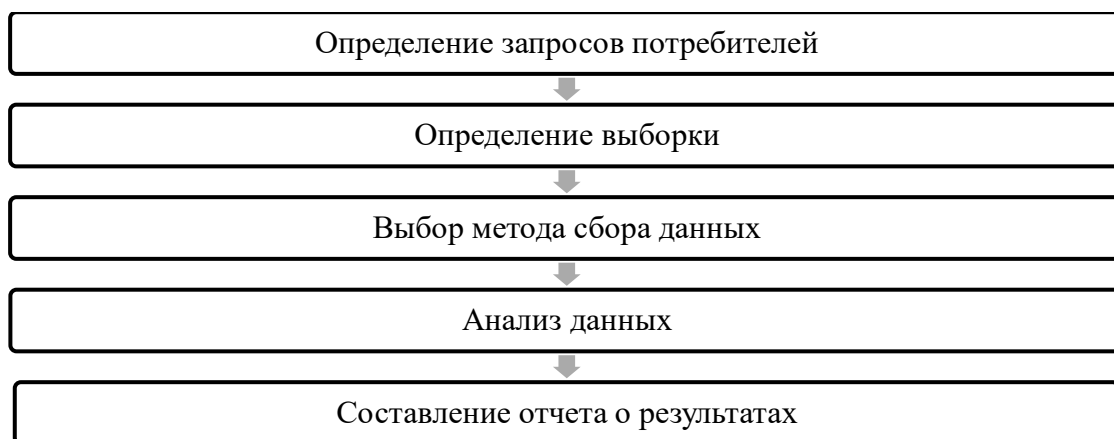 Определение запросов потребителей
Определение выборки
Выбор метода сбора данных
Анализ данных
Составление отчета о результатах